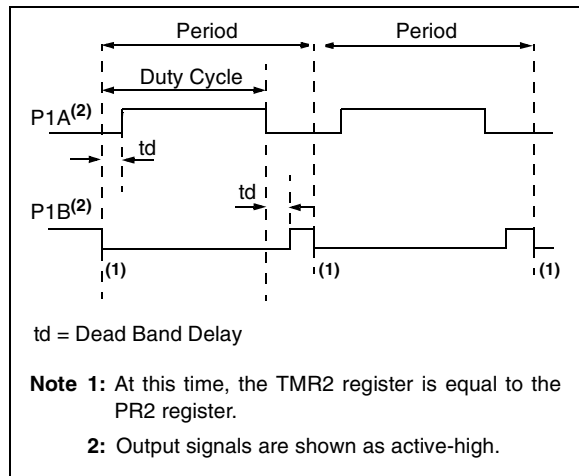 Period Period
Duty Cycle
P1A(2)
td
td
P1B(2)
(1) (1) (1)
td = Dead Band Delay
Note 1: At this time, the TMR2 register is equal to the
PR2 register.
2: Output signals are shown as active-high.